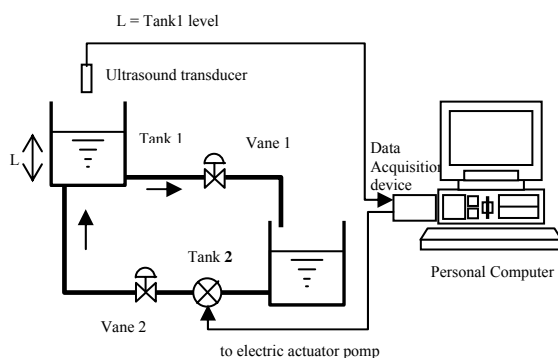 L = Tank1 level
Ultrasound transducer
Tank 1
Vane 1
L
Data
Acquisition
device
Tank 2
Personal Computer
Vane 2
to electric actuator pump